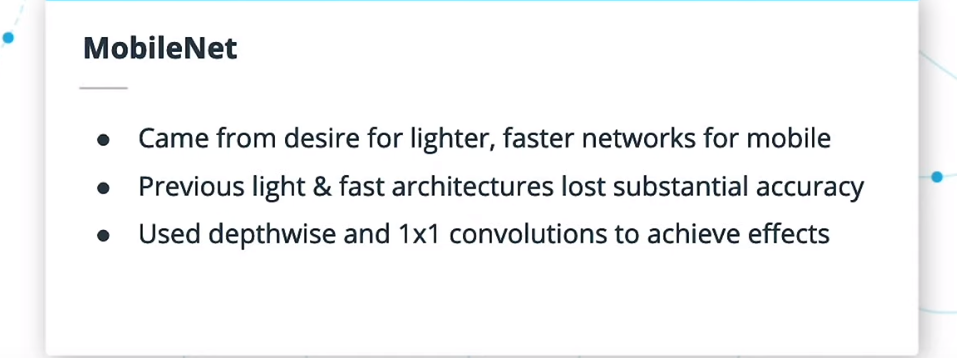 MobileNet
● Came from desire for lighter, faster networks for mobile
● Previous light & fast architectures lost substantial accuracy
● Used depthwise and 1x1 convolutions to achieve effects